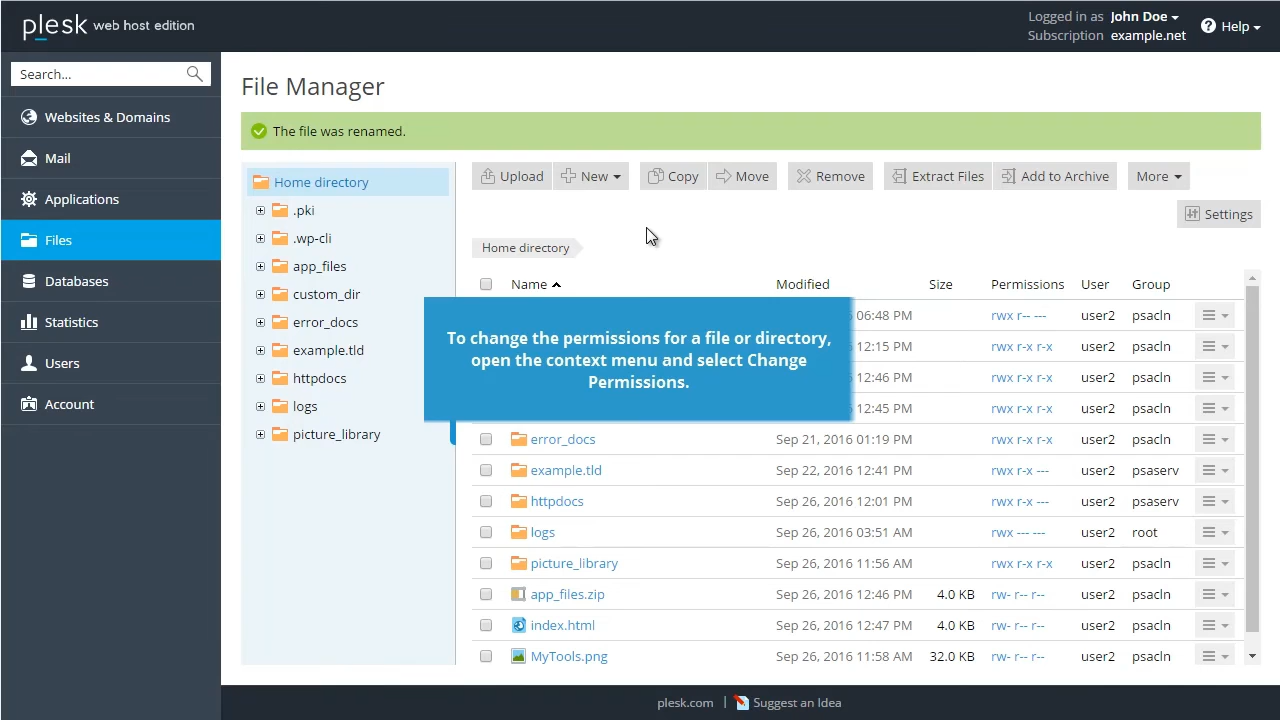 plesk web host edition
Logged in as John Doe
Subscription example.net
Help
Search...
Websites & Domains
Mail
Applications
Files
Databases
Statistics
Users
Account
File Manager
The file was renamed.
Home directory
.pki
.wp-cli
app_files
custom_dir
error_docs
example.tld
httpdocs
logs
picture_library
Upload New Copy Move Remove Extract Files Add to Archive More
Settings
Home directory
Name Modified Size Permissions User Group
06:48 PM rwx r-- --- user2 psacln
12:15 PM rwx r-x r-x user2 psacln
12:46 PM rwx r-x r-x user2 psacln
12:45 PM rwx r-x r-x user2 psacln
To change the permissions for a file or directory,
open the context menu and select Change
Permissions.
error_docs Sep 21, 2016 01:19 PM rwx r-x r-x user2 psacln
example.tld Sep 22, 2016 12:41 PM rwx r-x --- user2 psaserv
httpdocs Sep 26, 2016 12:01 PM rwx r-x --- user2 psaserv
logs Sep 26, 2016 03:51 AM rwx --- --- user2 root
picture_library Sep 26, 2016 11:56 AM rwx r-x r-x user2 psacln
app_files.zip Sep 26, 2016 12:46 PM 4.0 KB rw- r-- r-- user2 psacln
index.html Sep 26, 2016 12:47 PM 4.0 KB rw- r-- r-- user2 psacln
MyTools.png Sep 26, 2016 11:58 AM 32.0 KB rw- r-- r-- user2 psacln
plesk.com | Suggest an Idea